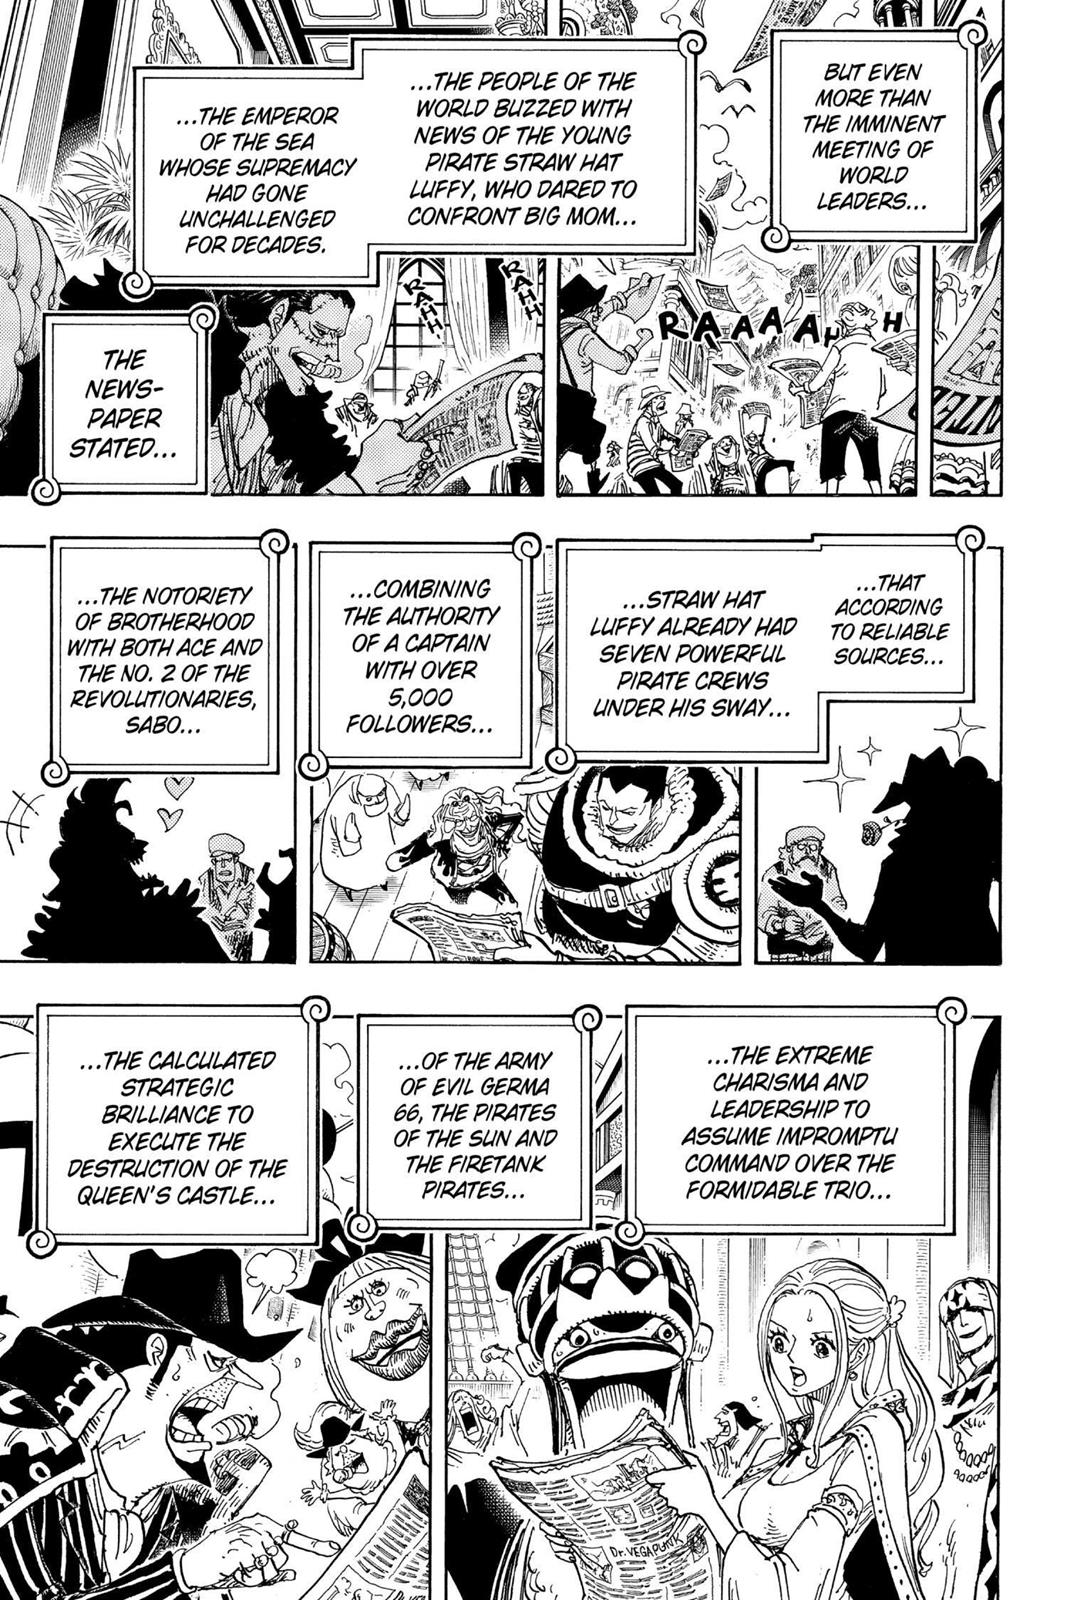 BUT EVEN
MORE THAN
THE IMMINENT
MEETING OF
WORLD
LEADERS...
...THE PEOPLE OF THE
WORLD BUZZED WITH
NEWS OF THE YOUNG
PIRATE STRAW HAT
LUFFY, WHO DARED TO
CONFRONT BIG MOM...
...THE EMPEROR
OF THE SEA
WHOSE SUPREMACY
HAD GONE
UNCHALLENGED
FOR DECADES.
RAAAAAH H
RAHH
RAHH
THE
NEWS-
PAPER
STATED...
...THAT
ACCORDING
TO RELIABLE
SOURCES...
...STRAW HAT
LUFFY ALREADY HAD
SEVEN POWERFUL
PIRATE CREWS
UNDER HIS SWAY...
...COMBINING
THE AUTHORITY
OF A CAPTAIN
WITH OVER
5,000
FOLLOWERS...
...THE NOTORIETY
OF BROTHERHOOD
WITH BOTH ACE AND
THE NO. 2 OF THE
REVOLUTIONARIES,
SABO...
...THE EXTREME
CHARISMA AND
LEADERSHIP TO
ASSUME IMPROMPTU
COMMAND OVER THE
FORMIDABLE TRIO...
...OF THE ARMY
OF EVIL GERMA
66, THE PIRATES
OF THE SUN AND
THE FIRETANK
PIRATES...
...THE CALCULATED
STRATEGIC
BRILLIANCE TO
EXECUTE THE
DESTRUCTION OF THE
QUEEN'S CASTLE...
Dr. VEGAPUNK